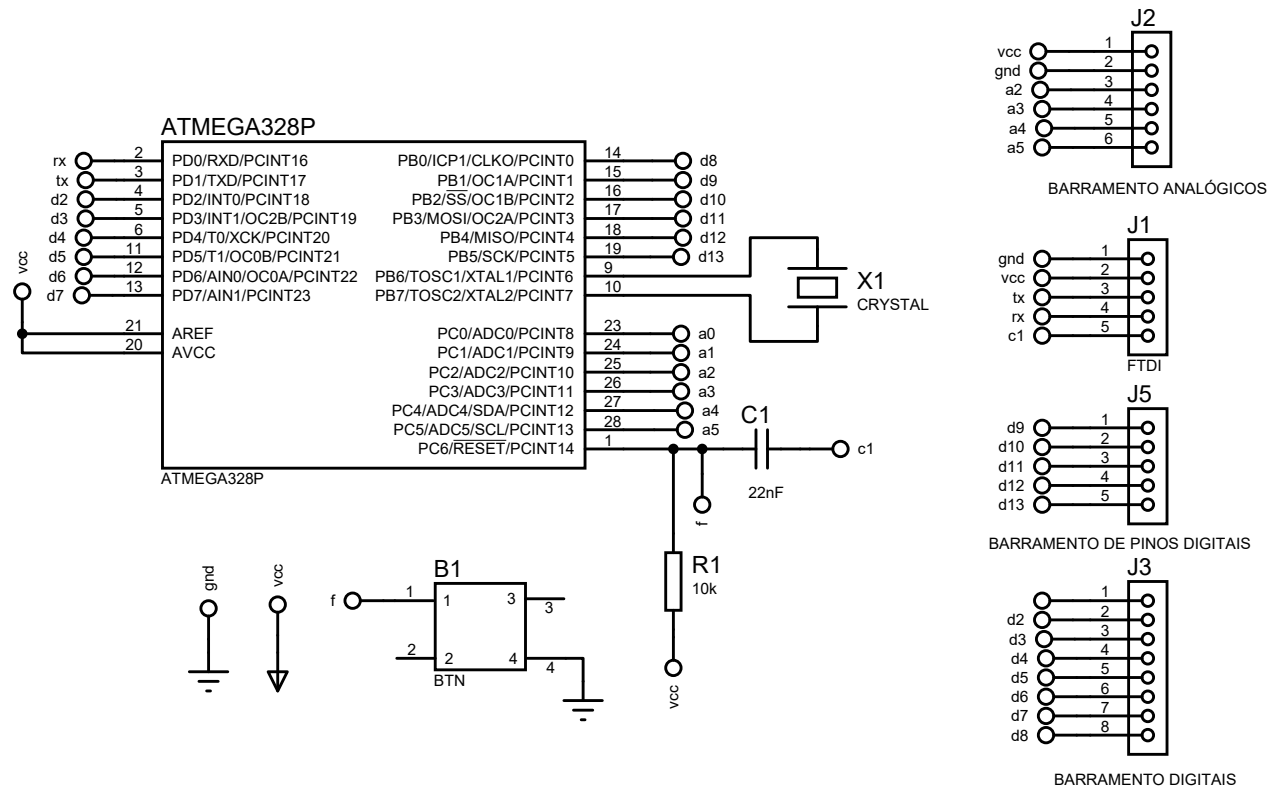 ATMEGA328P
rx 2 PD0/RXD/PCINT16
tx 3 PD1/TXD/PCINT17
d2 4 PD2/INT0/PCINT18
d3 5 PD3/INT1/OC2B/PCINT19
d4 6 PD4/T0/XCK/PCINT20
d5 11 PD5/T1/OC0B/PCINT21
d6 12 PD6/AIN0/OC0A/PCINT22
d7 13 PD7/AIN1/PCINT23
vcc
21 AREF
20 AVCC
PB0/ICP1/CLKO/PCINT0 14 d8
PB1/OC1A/PCINT1 15 d9
PB2/SS/OC1B/PCINT2 16 d10
PB3/MOSI/OC2A/PCINT3 17 d11
PB4/MISO/PCINT4 18 d12
PB5/SCK/PCINT5 19 d13
PB6/TOSC1/XTAL1/PCINT6 9
PB7/TOSC2/XTAL2/PCINT7 10
PC0/ADC0/PCINT8 23 a0
PC1/ADC1/PCINT9 24 a1
PC2/ADC2/PCINT10 25 a2
PC3/ADC3/PCINT11 26 a3
PC4/ADC4/SDA/PCINT12 27 a4
PC5/ADC5/SCL/PCINT13 28 a5
PC6/RESET/PCINT14 1
ATMEGA328P
X1
CRYSTAL
C1
c1
22nF
f
R1
10k
vcc
gnd
vcc
B1
f 1 1
2 2
3 3
4 4
BTN
J2
vcc 1
gnd 2
a2 3
a3 4
a4 5
a5 6
BARRAMENTO ANALÓGICOS
J1
gnd 1
vcc 2
tx 3
rx 4
c1 5
FTDI
J5
d9 1
d10 2
d11 3
d12 4
d13 5
BARRAMENTO DE PINOS DIGITAIS
J3
1
d2 2
d3 3
d4 4
d5 5
d6 6
d7 7
d8 8
BARRAMENTO DIGITAIS